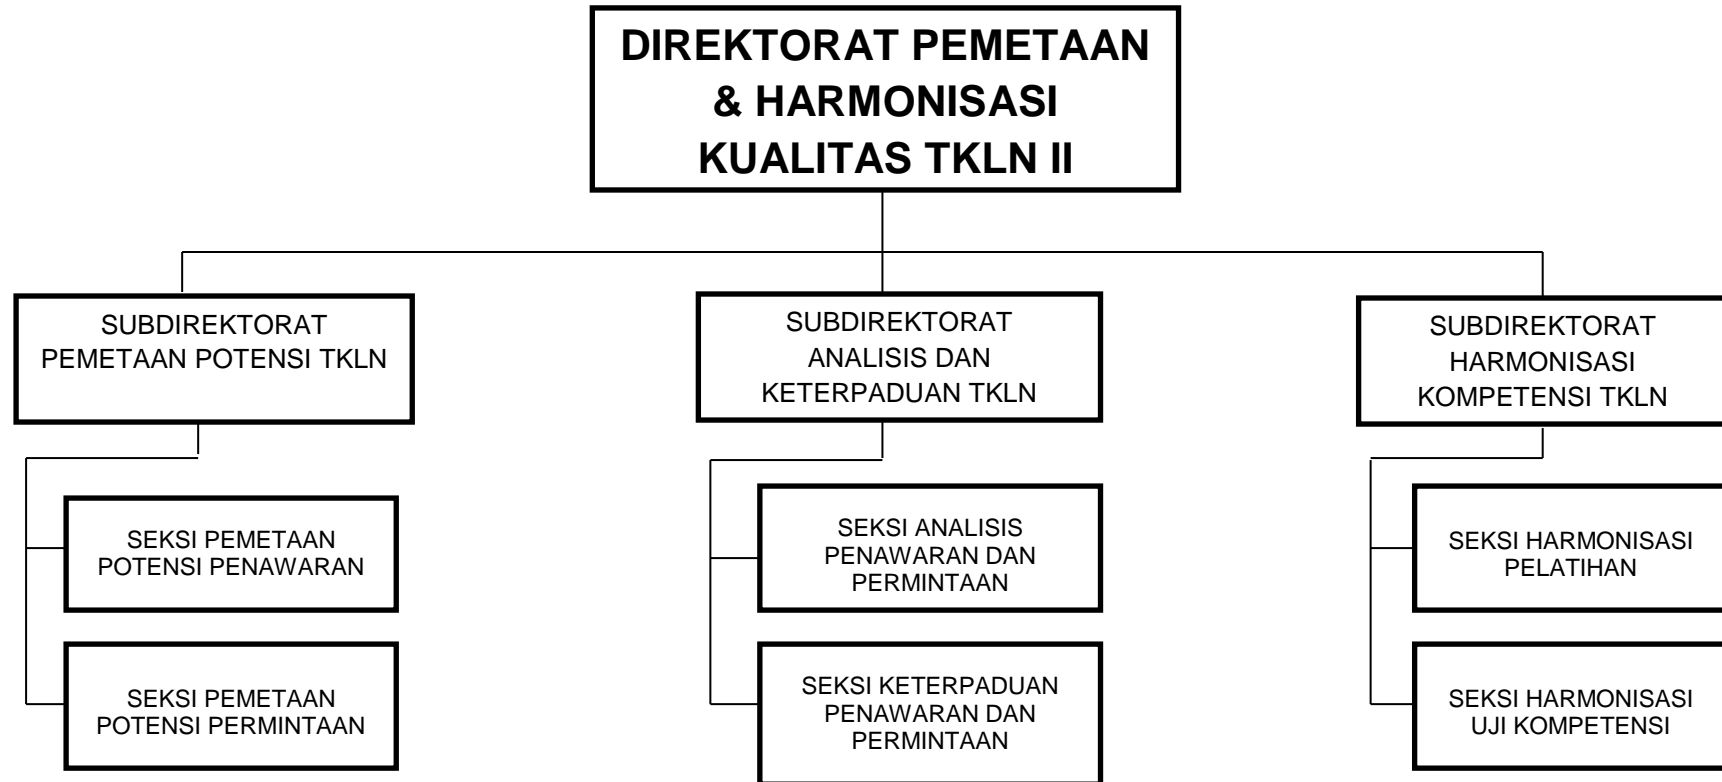 DIREKTORAT PEMETAAN
& HARMONISASI
KUALITAS TKLN II
SUBDIREKTORAT
PEMETAAN POTENSI TKLN
SUBDIREKTORAT
ANALISIS DAN
KETERPADUAN TKLN
SUBDIREKTORAT
HARMONISASI
KOMPETENSI TKLN
SEKSI PEMETAAN
POTENSI PENAWARAN
SEKSI ANALISIS
PENAWARAN DAN
PERMINTAAN
SEKSI HARMONISASI
PELATIHAN
SEKSI PEMETAAN
POTENSI PERMINTAAN
SEKSI KETERPADUAN
PENAWARAN DAN
PERMINTAAN
SEKSI HARMONISASI
UJI KOMPETENSI